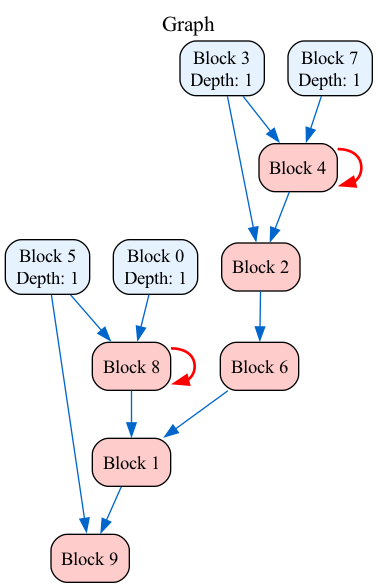 Graph
Block 3
Depth: 1
Block 7
Depth: 1
Block 4
Block 5
Depth: 1
Block 0
Depth: 1
Block 2
Block 8
Block 6
Block 1
Block 9